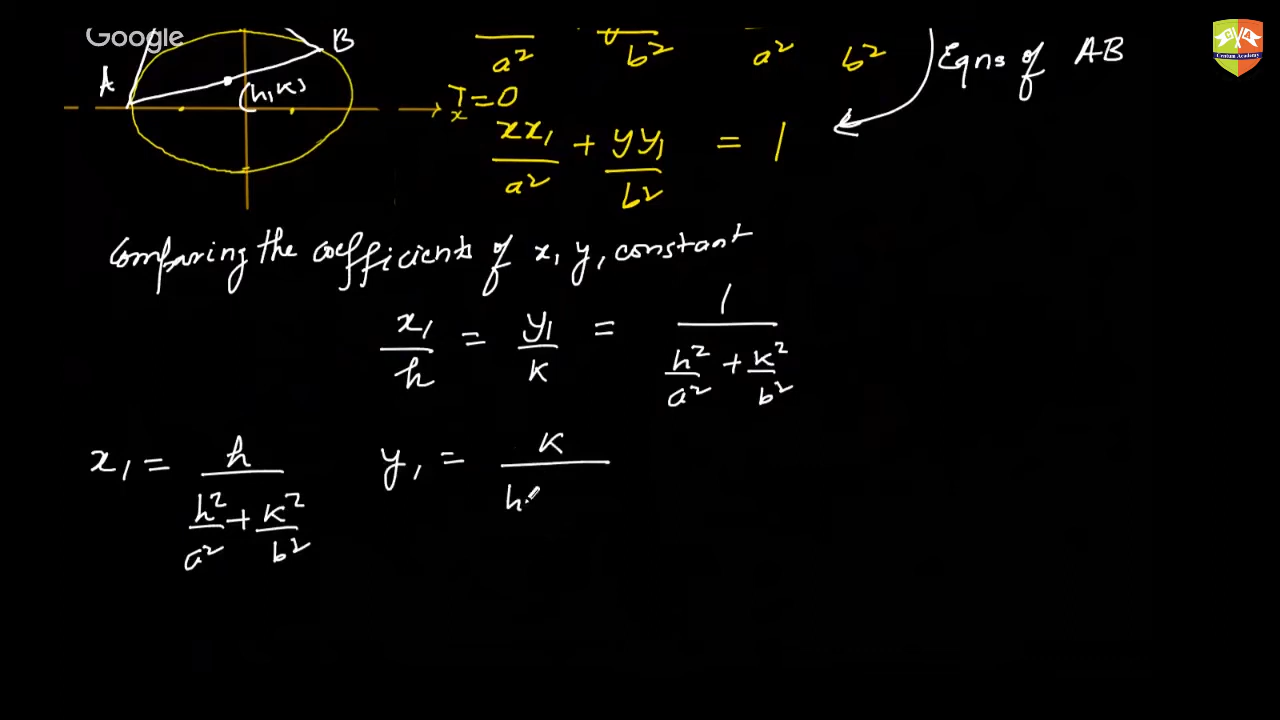 Google
B
A
(h,k)
a² b² a² b²
Eqns of AB
T=0
x
xx₁/a² + yy₁/b² = 1
Comparing the coefficients of x, y, constant
x₁/h = y₁/k = 1/(h²/a² + k²/b²)
x₁ = h/(h²/a² + k²/b²) y₁ = k/h